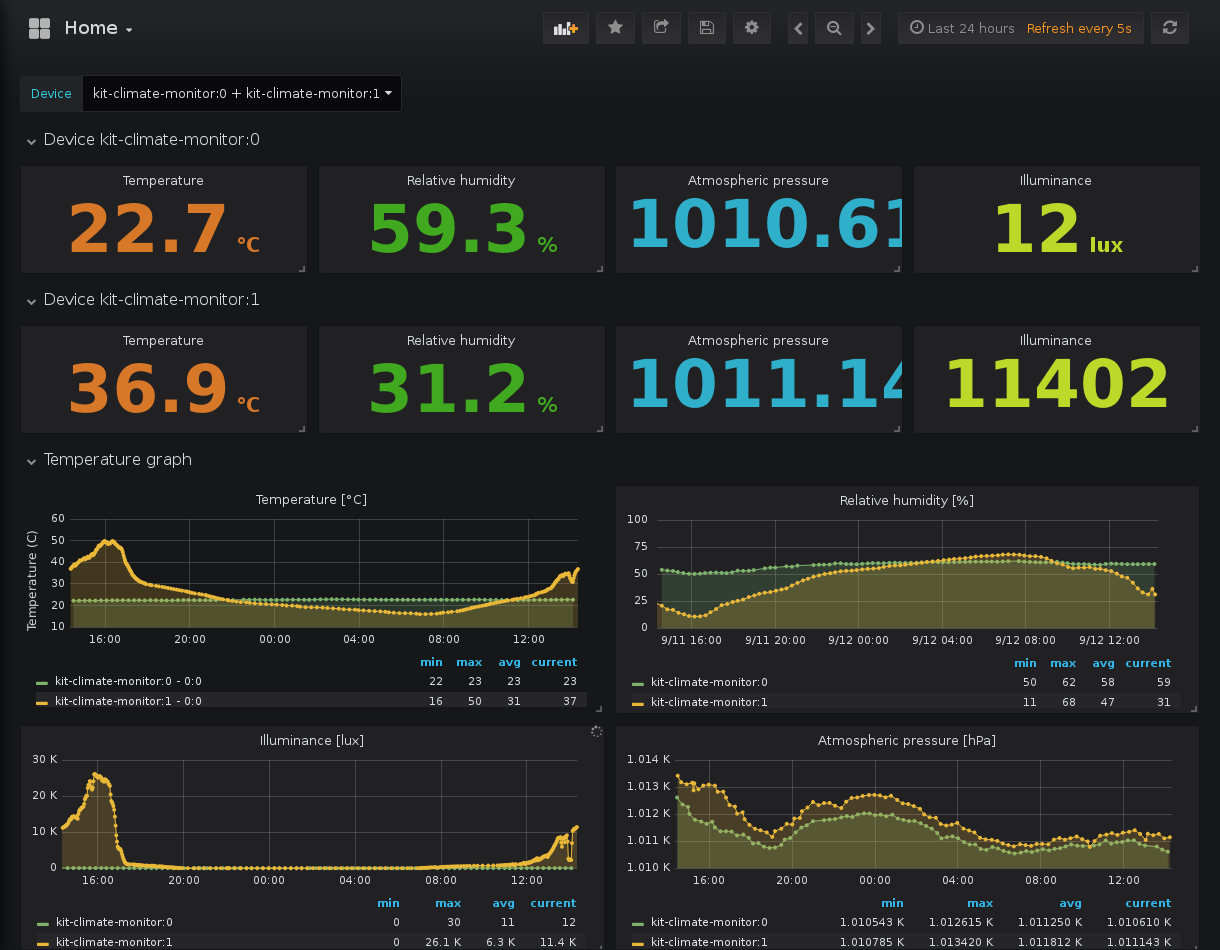 Home
Last 24 hours Refresh every 5s
Device kit-climate-monitor:0 + kit-climate-monitor:1
Device kit-climate-monitor:0
Temperature Relative humidity Atmospheric pressure Illuminance
22.7 °C 59.3 % 1010.61 12 lux
Device kit-climate-monitor:1
Temperature Relative humidity Atmospheric pressure Illuminance
36.9 °C 31.2 % 1011.14 11402
Temperature graph
Temperature [°C]
Temperature (C)
60
50
40
30
20
10
16:00 20:00 00:00 04:00 08:00 12:00
min max avg current
kit-climate-monitor:0 - 0:0 22 23 23 23
kit-climate-monitor:1 - 0:0 16 50 31 37
Relative humidity [%]
100
75
50
25
0
9/11 16:00 9/11 20:00 9/12 00:00 9/12 04:00 9/12 08:00 9/12 12:00
min max avg current
kit-climate-monitor:0 50 62 58 59
kit-climate-monitor:1 11 68 47 31
Illuminance [lux]
30 K
20 K
10 K
0
16:00 20:00 00:00 04:00 08:00 12:00
min max avg current
kit-climate-monitor:0 0 30 11 12
kit-climate-monitor:1 0 26.1 K 6.3 K 11.4 K
Atmospheric pressure [hPa]
1.014 K
1.013 K
1.012 K
1.011 K
1.010 K
16:00 20:00 00:00 04:00 08:00 12:00
min max avg current
kit-climate-monitor:0 1.010543 K 1.012615 K 1.011250 K 1.010610 K
kit-climate-monitor:1 1.010785 K 1.013420 K 1.011812 K 1.011143 K